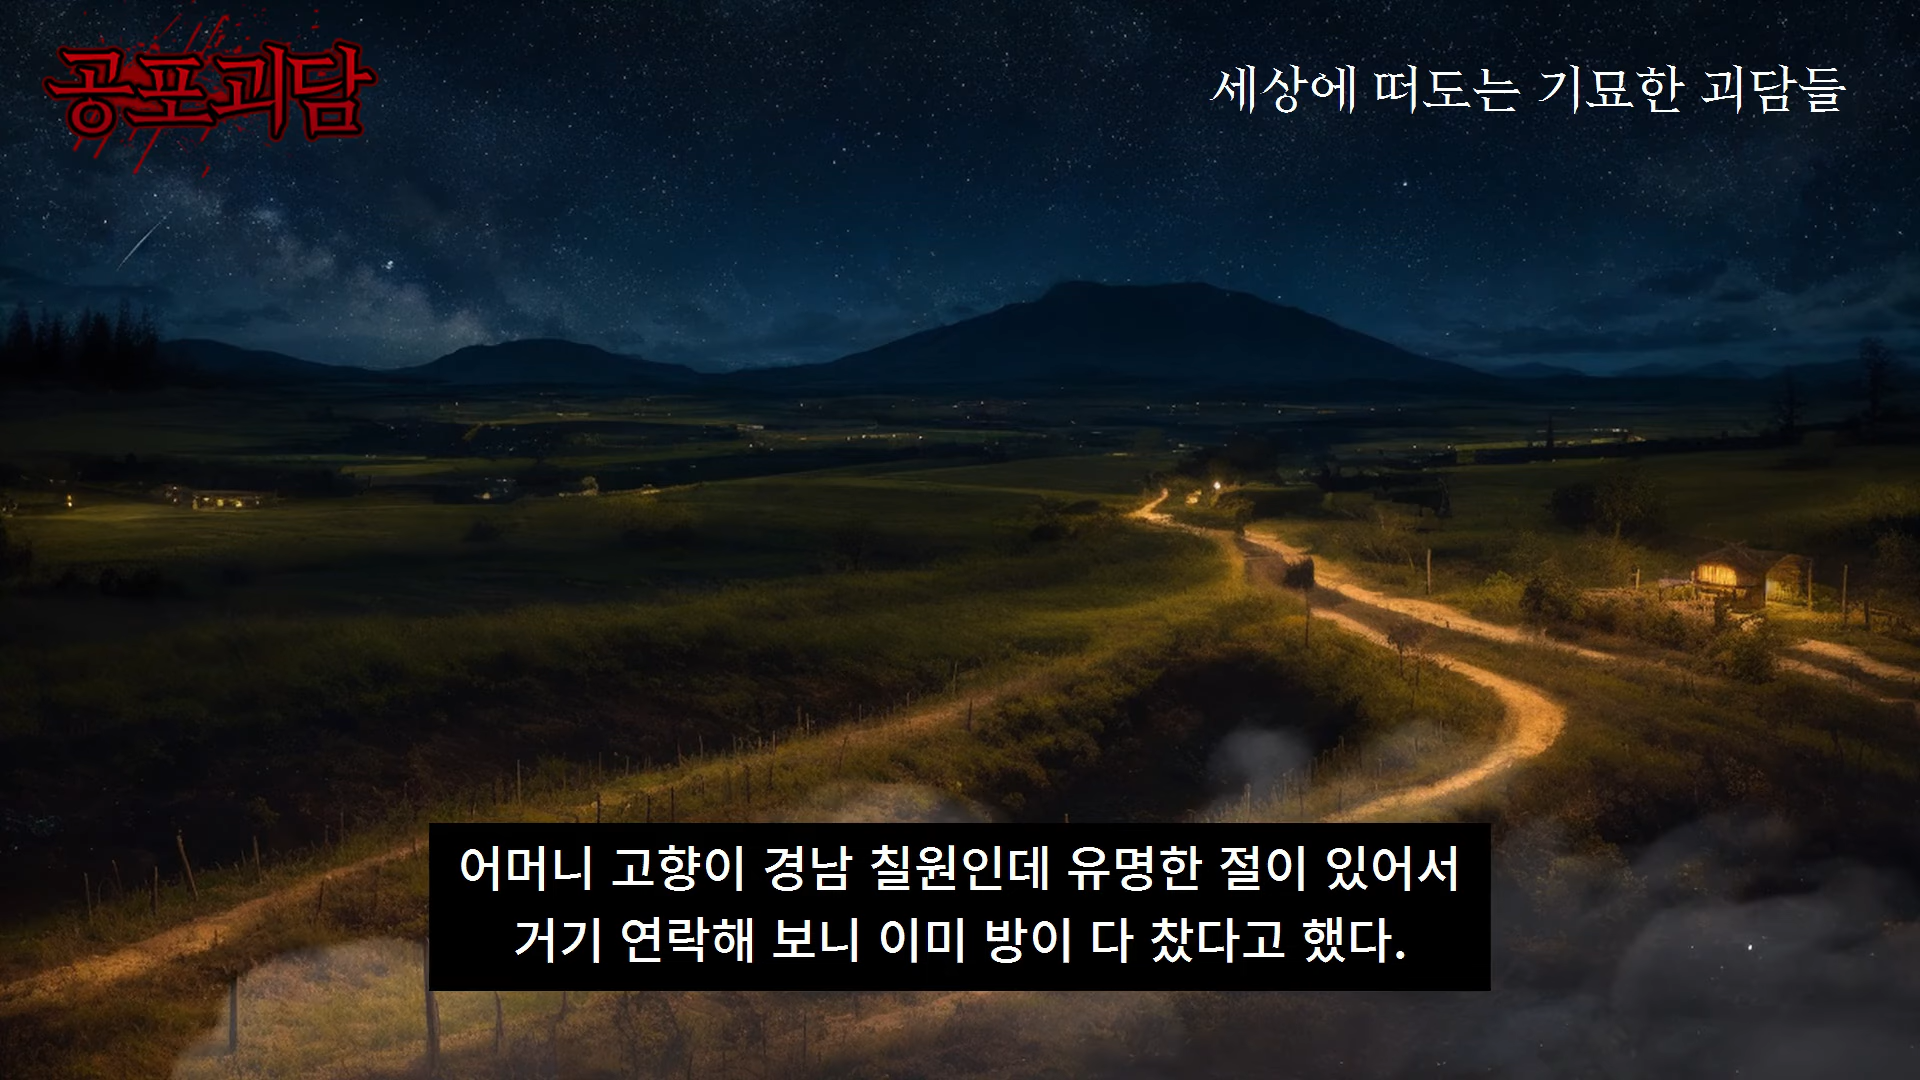 공포괴담
세상에 떠도는 기묘한 괴담들
어머니 고향이 경남 칠원인데 유명한 절이 있어서
거기 연락해 보니 이미 방이 다 찼다고 했다.